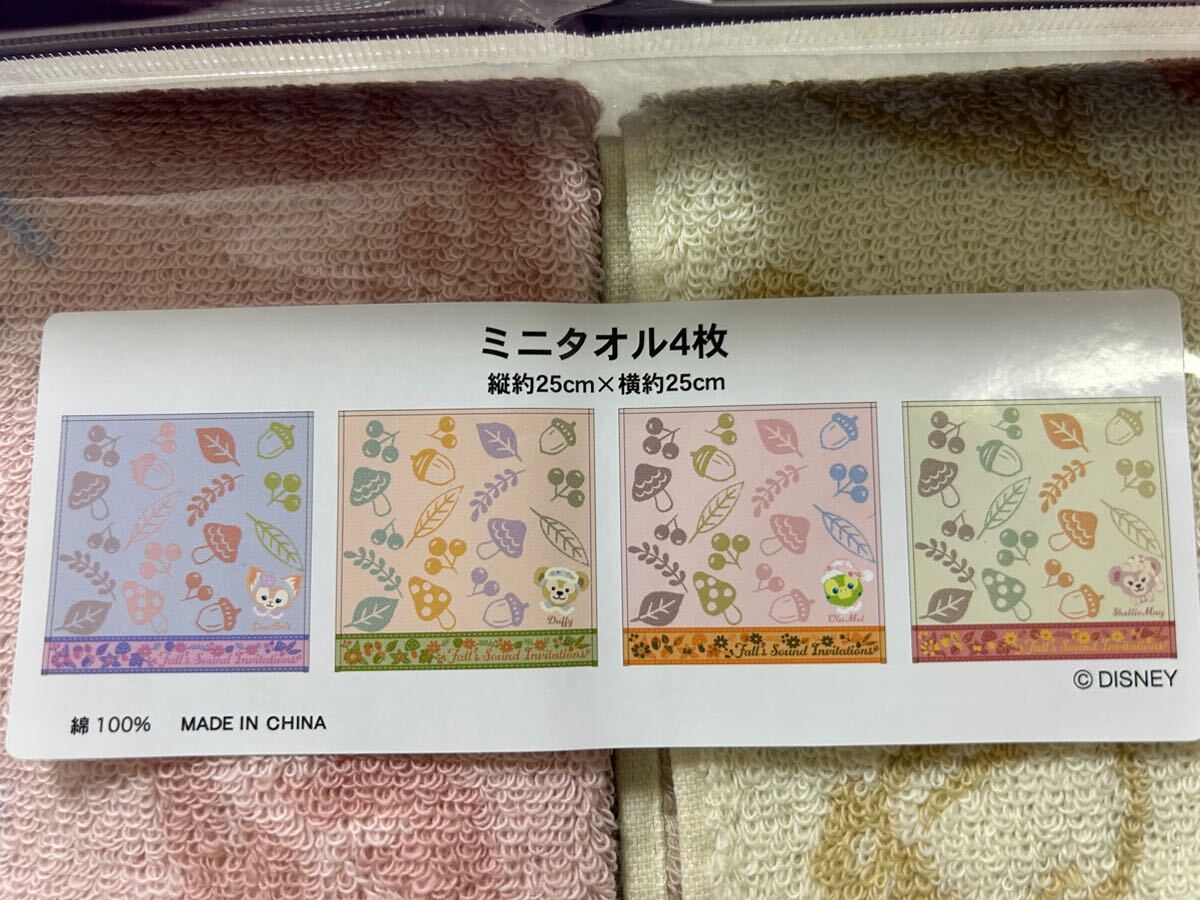 ミニタオル4枚
縦約25cm×横約25cm
LinaBell
Duffy
'Olu Mel
ShellieMay
Fall's Sound Invitations
Fall's Sound Invitations
Fall's Sound Invitations
Fall's Sound Invitations
©DISNEY
綿 100% MADE IN CHINA